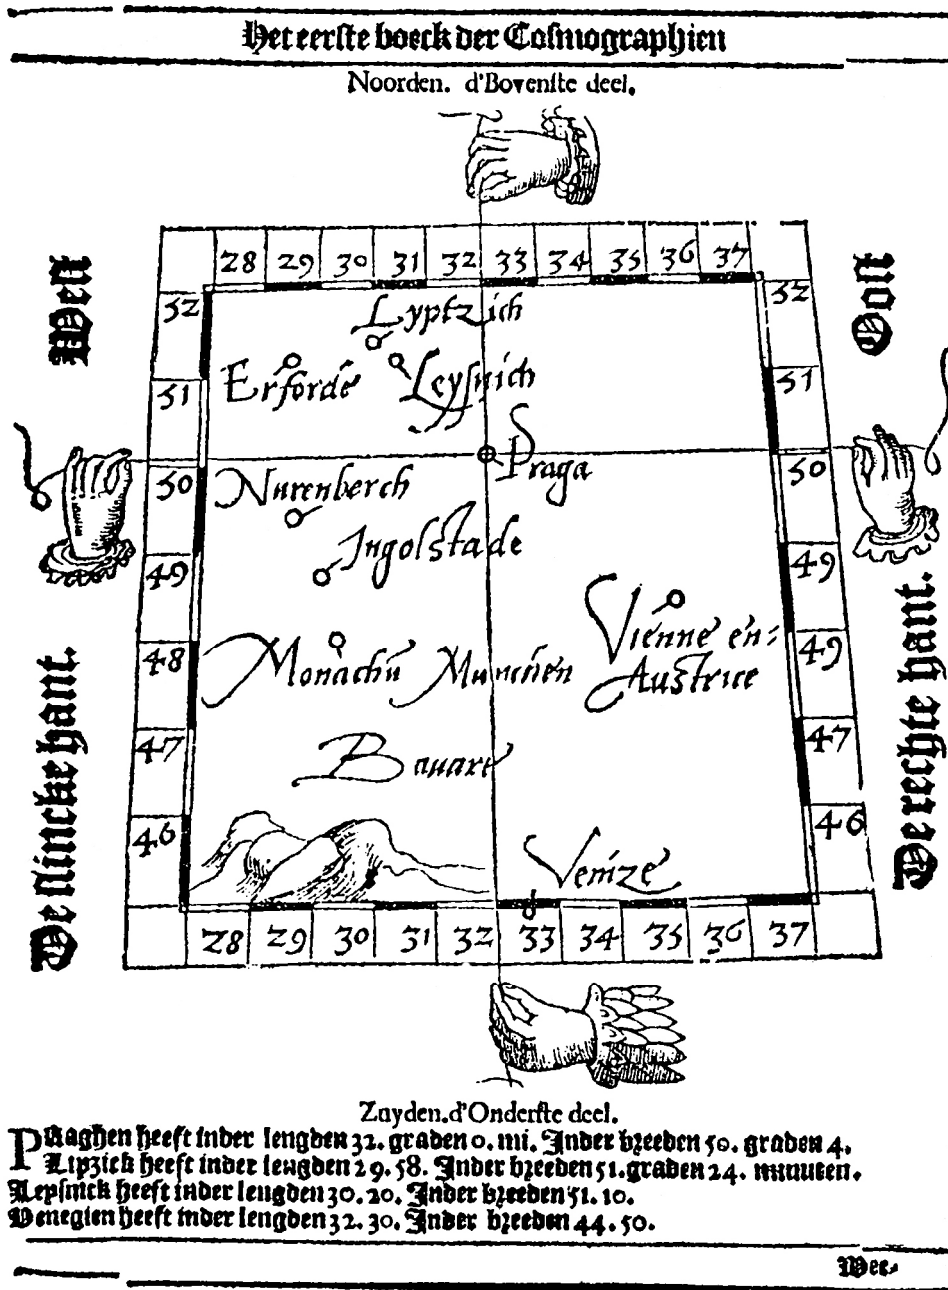 Het eerste boeck der Cosmographien
Noorden. d'Bovenste deel.
West
Oost
28 29 30 31 32 33 34 35 36 37
52 52
Lyptzich
51 51
Erforde Leysnich
Praga
50 50
Nurenberch
Ingolstade
49 49
Vienne en-
Austrice
48 49
Monachu Munchen
47 47
Bavare
46 46
Venize
28 29 30 31 32 33 34 35 36 37
De slincke hant.
De rechte hant.
Zuyden. d'Onderste deel.
PRaghen heeft inder lengden 32. graden 0. mi. Inder breeden 50. graden 4.
Lipzick heeft inder lengden 29. 58. Inder breeden 51. graden 24. minuten.
Lepsnick heeft inder lengden 30. 20. Inder breeden 51. 10.
Venegien heeft inder lengden 32. 30. Inder breeden 44. 50.
Wee-